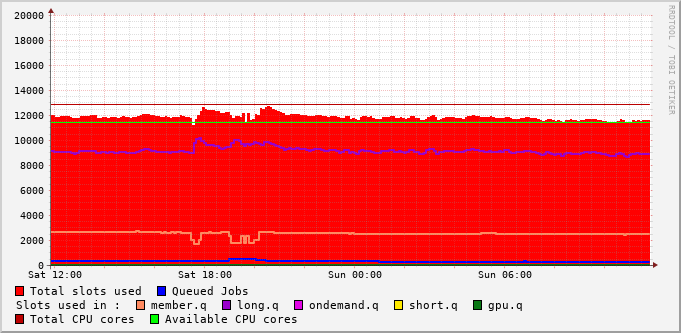 20000
18000
16000
14000
12000
10000
8000
6000
4000
2000
0
Sat 12:00 Sat 18:00 Sun 00:00 Sun 06:00
RRDTOOL / TOBI OETIKER
Total slots used Queued Jobs
Slots used in : member.q long.q ondemand.q short.q gpu.q
Total CPU cores Available CPU cores